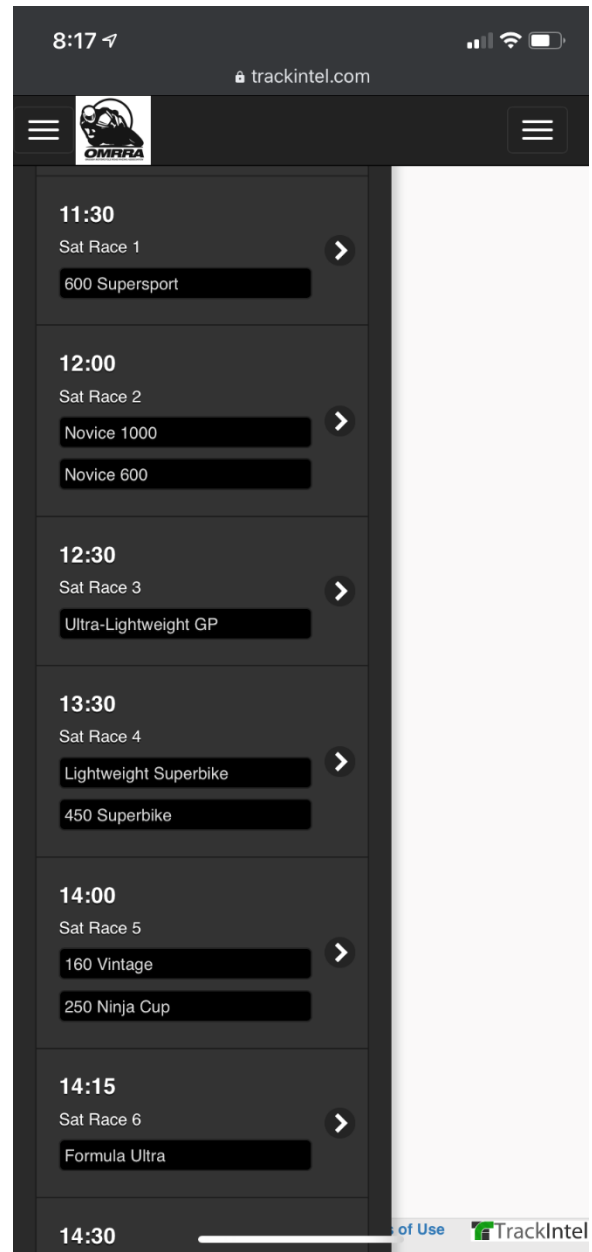 8:17
trackintel.com
OMRRA
11:30
Sat Race 1
600 Supersport
12:00
Sat Race 2
Novice 1000
Novice 600
12:30
Sat Race 3
Ultra-Lightweight GP
13:30
Sat Race 4
Lightweight Superbike
450 Superbike
14:00
Sat Race 5
160 Vintage
250 Ninja Cup
14:15
Sat Race 6
Formula Ultra
14:30
of Use TrackIntel